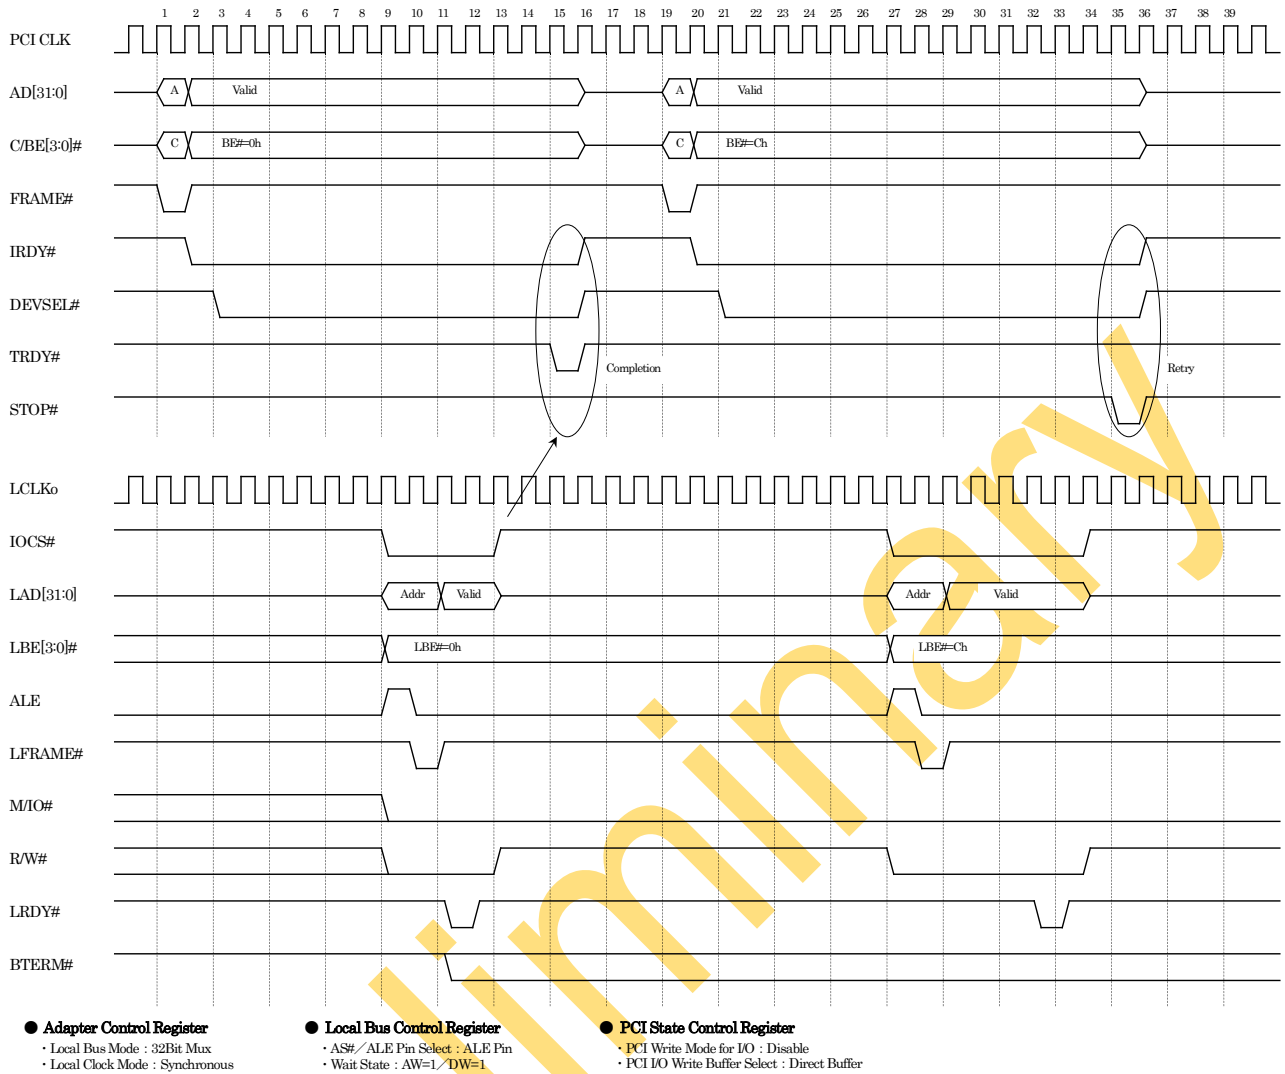 1 2 3 4 5 6 7 8 9 10 11 12 13 14 15 16 17 18 19 20 21 22 23 24 25 26 27 28 29 30 31 32 33 34 35 36 37 38 39
PCI CLK
AD[31:0] A Valid A Valid
C/BE[3:0]# C BE#=0h C BE#=Ch
FRAME#
IRDY#
DEVSEL#
TRDY#
Completion Retry
STOP#
LCLKo
IOCS#
LAD[31:0] Addr Valid Addr Valid
LBE[3:0]# LBE#=0h LBE#=Ch
ALE
LFRAME#
M/IO#
R/W#
LRDY#
BTERM#
● Adapter Control Register
・Local Bus Mode : 32Bit Mux
・Local Clock Mode : Synchronous
● Local Bus Control Register
・AS#／ALE Pin Select : ALE Pin
・Wait State : AW=1／DW=1
● PCI State Control Register
・PCI Write Mode for I/O : Disable
・PCI I/O Write Buffer Select : Direct Buffer
liminary